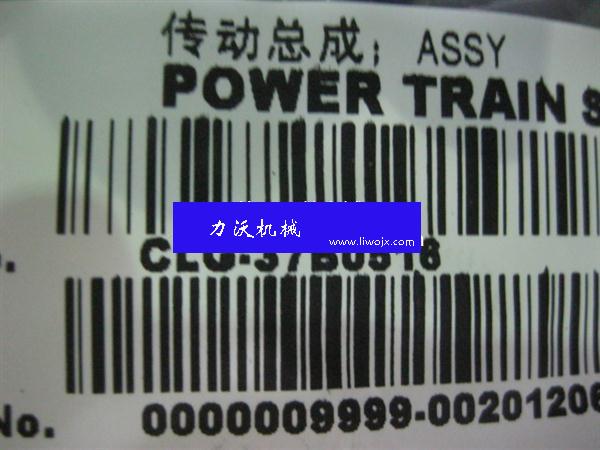 传动总成；ASSY
POWER TRAIN S
力沃机械
www.liwojx.com
CLG-37B0518
No.
0000009999-00201206